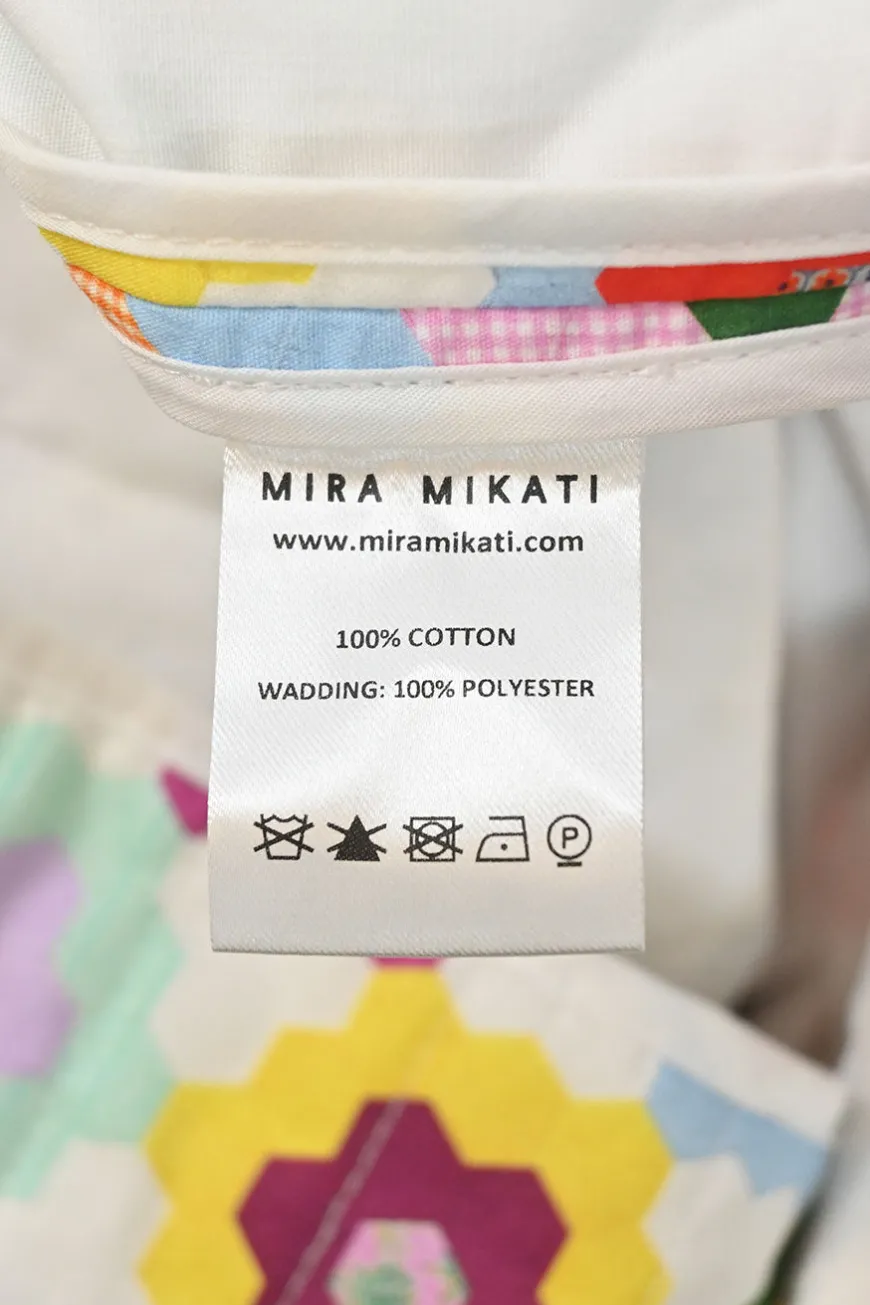 MIRA MIKATI
www.miramikati.com
100% COTTON
WADDING: 100% POLYESTER
P